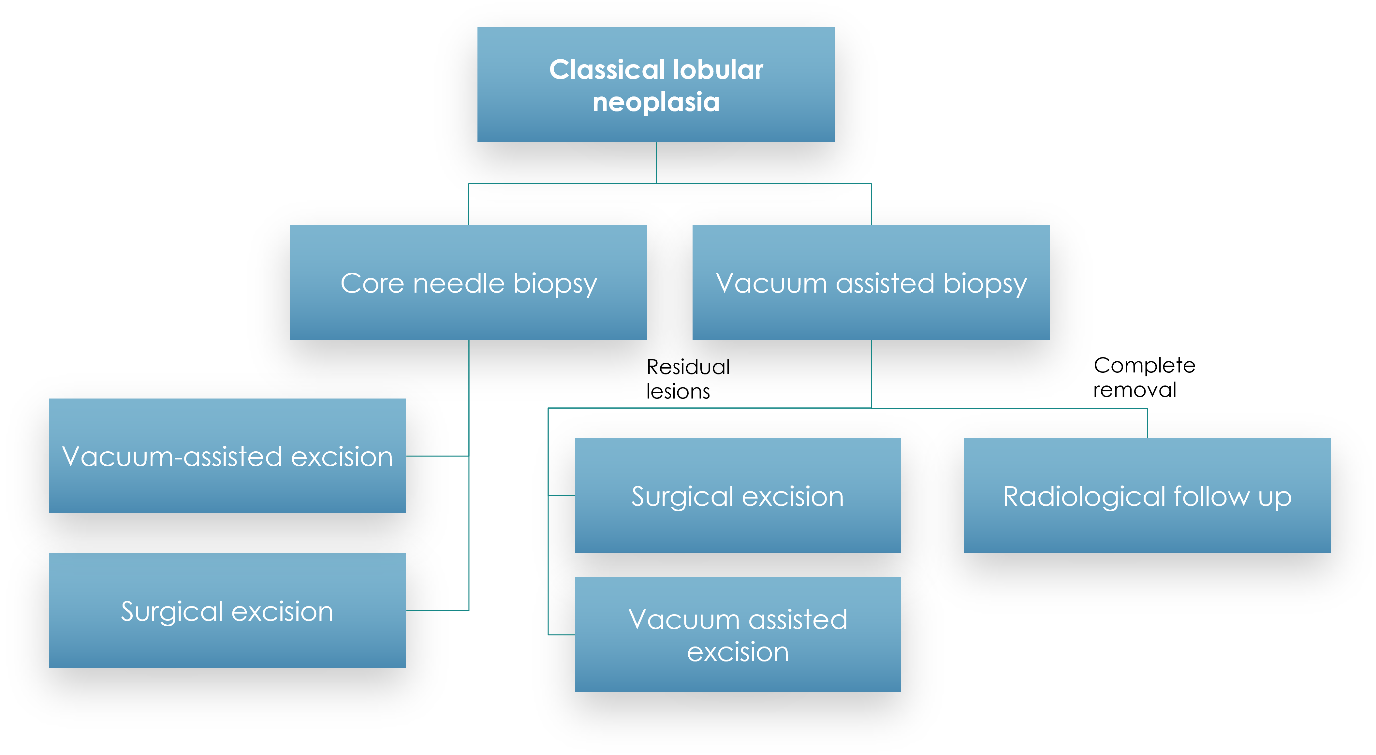 Classical lobular
neoplasia
Core needle biopsy
Vacuum assisted biopsy
Residual
lesions
Complete
removal
Vacuum-assisted excision
Surgical excision
Radiological follow up
Surgical excision
Vacuum assisted
excision